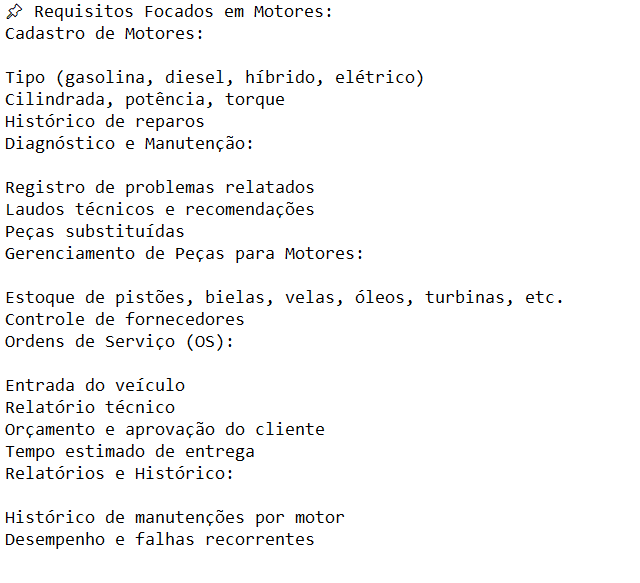 📌 Requisitos Focados em Motores:
Cadastro de Motores:
Tipo (gasolina, diesel, híbrido, elétrico)
Cilindrada, potência, torque
Histórico de reparos
Diagnóstico e Manutenção:
Registro de problemas relatados
Laudos técnicos e recomendações
Peças substituídas
Gerenciamento de Peças para Motores:
Estoque de pistões, bielas, velas, óleos, turbinas, etc.
Controle de fornecedores
Ordens de Serviço (OS):
Entrada do veículo
Relatório técnico
Orçamento e aprovação do cliente
Tempo estimado de entrega
Relatórios e Histórico:
Histórico de manutenções por motor
Desempenho e falhas recorrentes